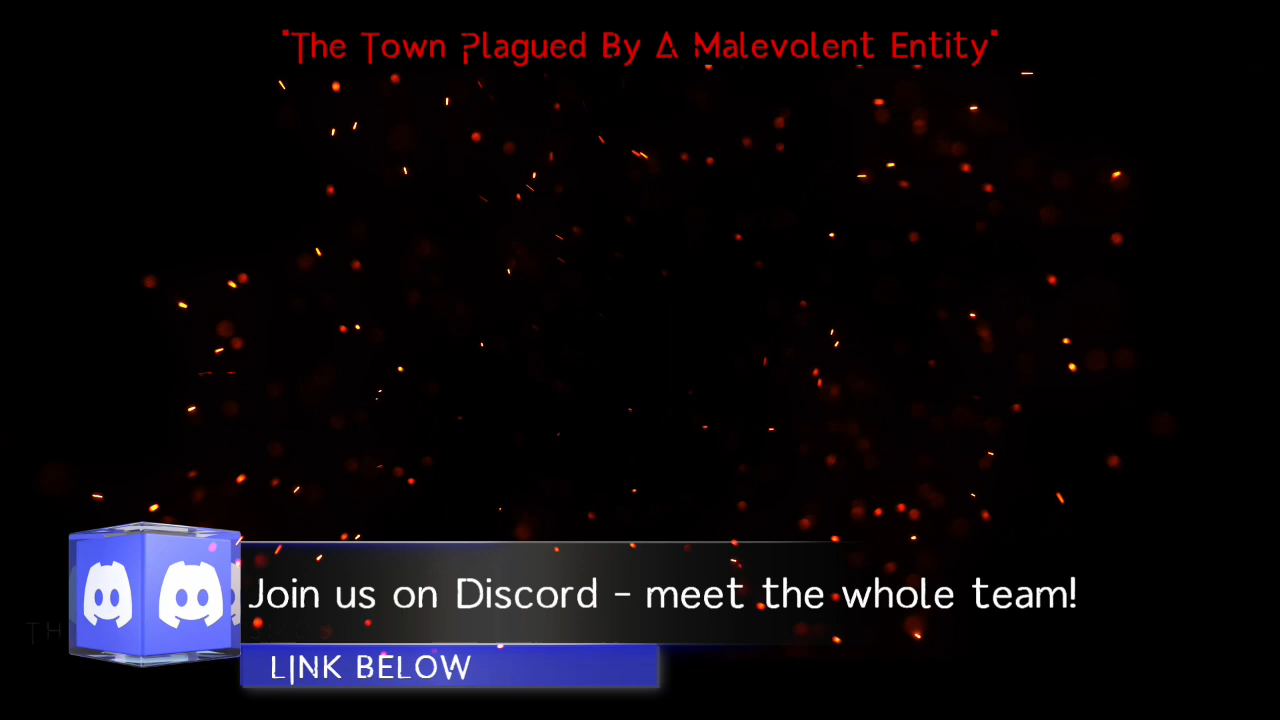 "The Town Plagued By A Malevolent Entity"
Join us on Discord - meet the whole team!
LINK BELOW